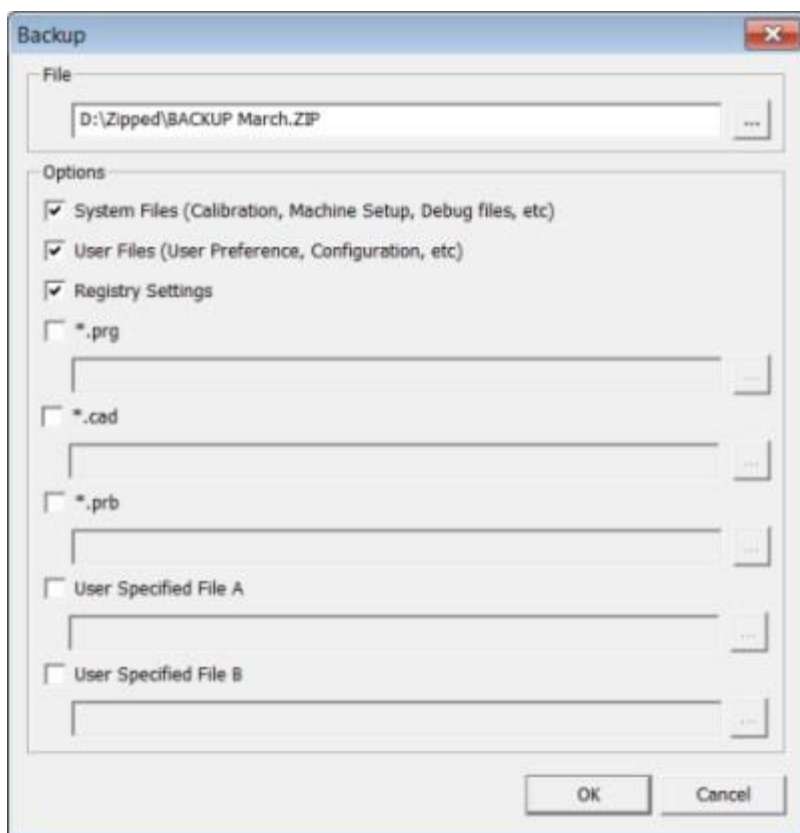 Backup
File
D:\Zipped\BACKUP March.ZIP
...
Options
System Files (Calibration, Machine Setup, Debug files, etc)
User Files (User Preference, Configuration, etc)
Registry Settings
*.prg
...
*.cad
...
*.prb
...
User Specified File A
...
User Specified File B
...
OK
Cancel